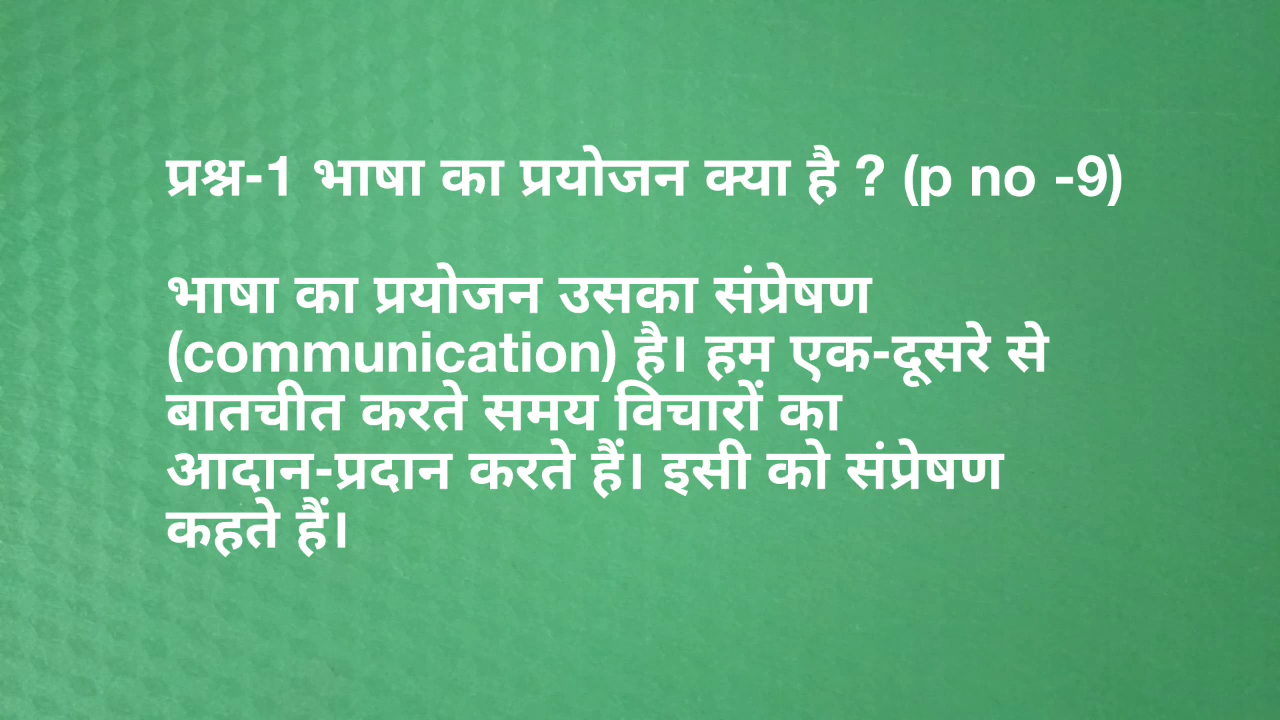 प्रश्न-1 भाषा का प्रयोजन क्या है ? (p no -9)
भाषा का प्रयोजन उसका संप्रेषण
(communication) है। हम एक-दूसरे से
बातचीत करते समय विचारों का
आदान-प्रदान करते हैं। इसी को संप्रेषण
कहते हैं।